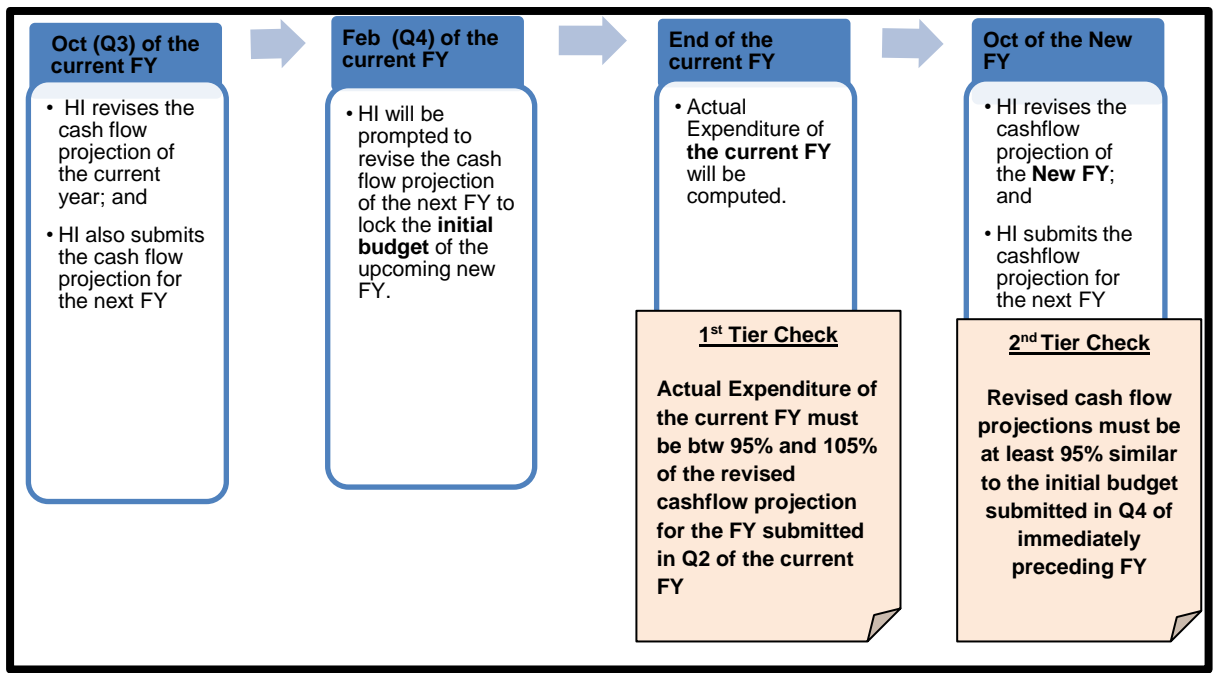 Oct (Q3) of the
current FY
• HI revises the
cash flow
projection of
the current
year; and
• HI also submits
the cash flow
projection for
the next FY
Feb (Q4) of the
current FY
• HI will be
prompted to
revise the cash
flow projection
of the next FY to
lock the initial
budget of the
upcoming new
FY.
End of the
current FY
• Actual
Expenditure of
the current FY
will be
computed.
1st Tier Check
Actual Expenditure of
the current FY must
be btw 95% and 105%
of the revised
cashflow projection
for the FY submitted
in Q2 of the current
FY
Oct of the New
FY
• HI revises the
cashflow
projection of
the New FY;
and
• HI submits the
cashflow
projection for
the next FY
2nd Tier Check
Revised cash flow
projections must be
at least 95% similar
to the initial budget
submitted in Q4 of
immediately
preceding FY